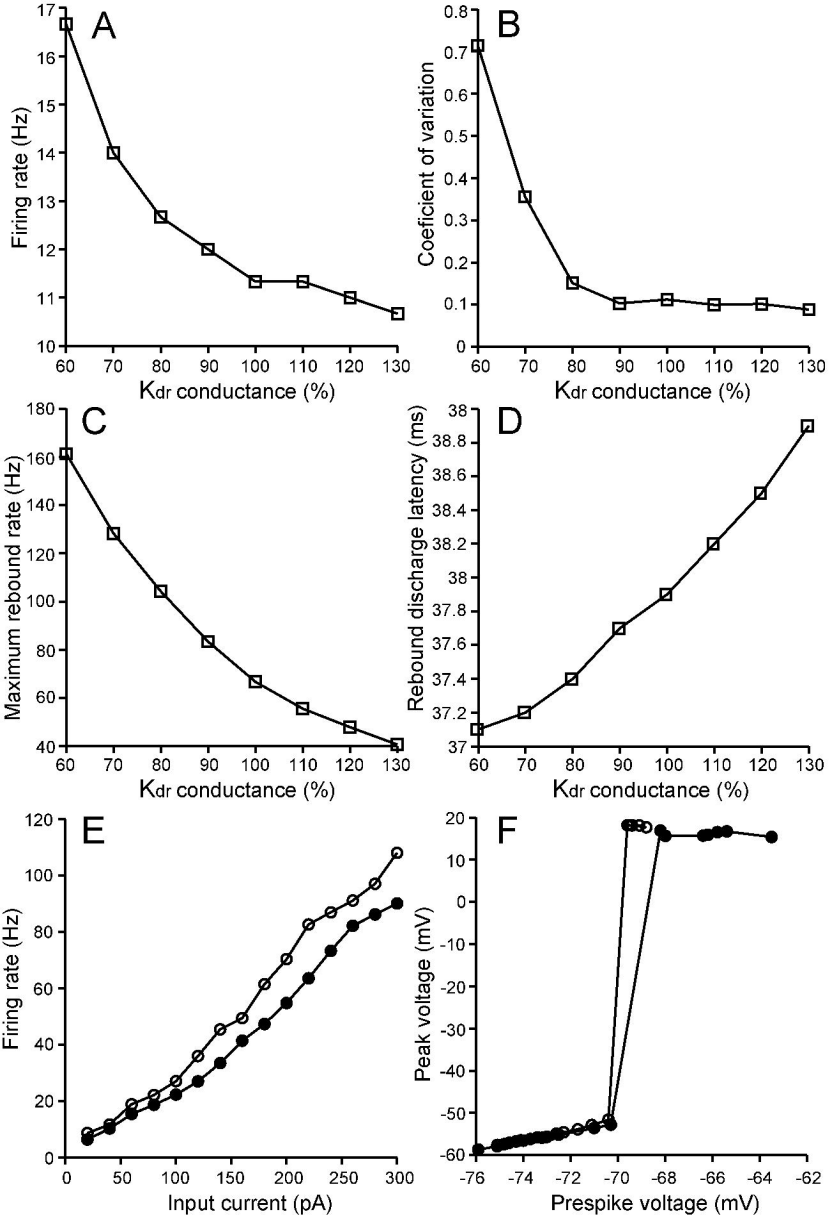 A
Firing rate (Hz)
17
16
15
14
13
12
11
10
60 70 80 90 100 110 120 130
Kdr conductance (%)
B
Coeficient of variation
0.8
0.7
0.6
0.5
0.4
0.3
0.2
0.1
0
60 70 80 90 100 110 120 130
Kdr conductance (%)
C
Maximum rebound rate (Hz)
180
160
140
120
100
80
60
40
60 70 80 90 100 110 120 130
Kdr conductance (%)
D
Rebound discharge latency (ms)
38
38.8
38.6
38.4
38.2
38
37.8
37.6
37.4
37.2
37
60 70 80 90 100 110 120 130
Kdr conductance (%)
E
Firing rate (Hz)
120
100
80
60
40
20
0
0 50 100 150 200 250 300
Input current (pA)
F
Peak voltage (mV)
20
10
0
-10
-20
-30
-40
-50
-60
-76 -74 -72 -70 -68 -66 -64 -62
Prespike voltage (mV)